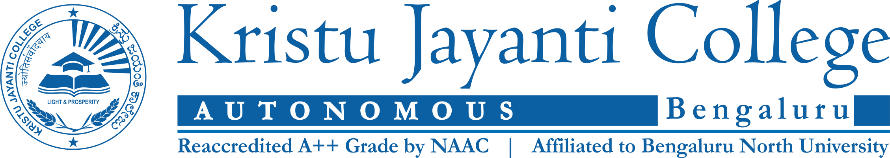 KRISTU JAYANTI COLLEGE
ಕ್ರಿಸ್ತು ಜಯಂತಿ ಕಾಲೇಜು
LIGHT & PROSPERITY
Kristu Jayanti College
AUTONOMOUS Bengaluru
Reaccredited A++ Grade by NAAC | Affiliated to Bengaluru North University